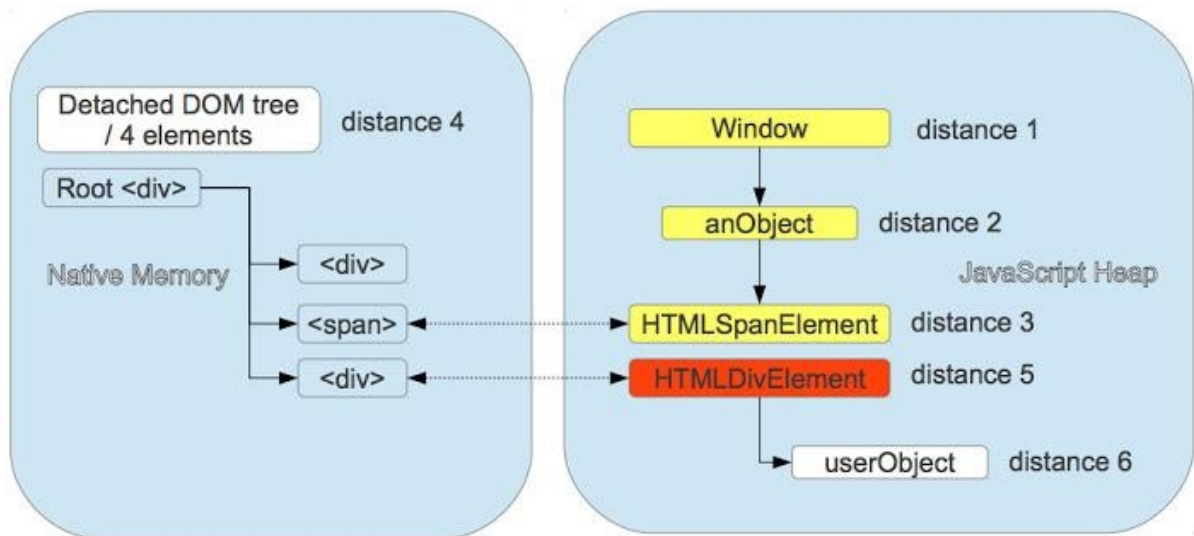 Detached DOM tree
/ 4 elements
distance 4
Root <div>
<div>
Native Memory
<span>
<div>
Window
distance 1
anObject
distance 2
JavaScript Heap
HTMLSpanElement
distance 3
HTMLDivElement
distance 5
userObject
distance 6